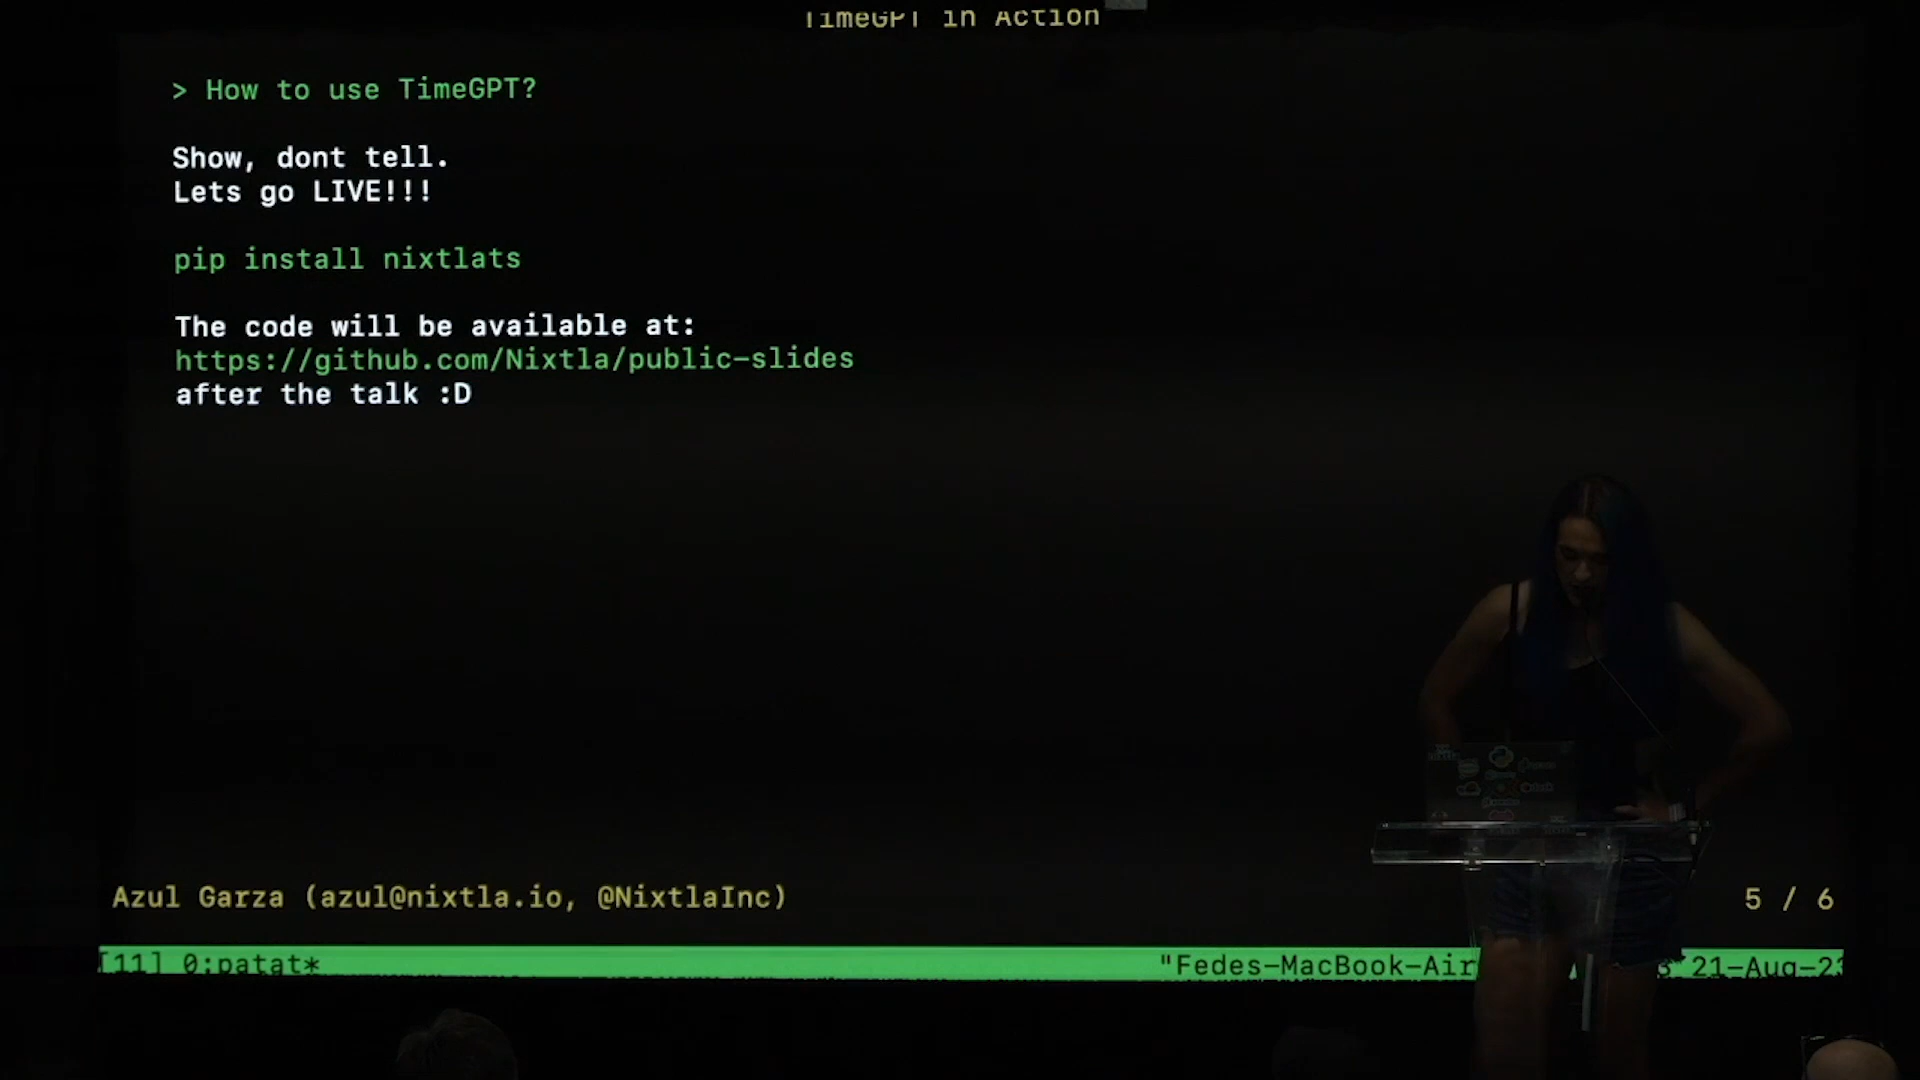 TimeGPT in Action
> How to use TimeGPT?
Show, dont tell.
Lets go LIVE!!!
pip install nixtlats
The code will be available at:
https://github.com/Nixtla/public-slides
after the talk :D
Azul Garza (azul@nixtla.io, @NixtlaInc)
5 / 6
[11] 0:patat*
"Fedes-MacBook-Air
21-Aug-23